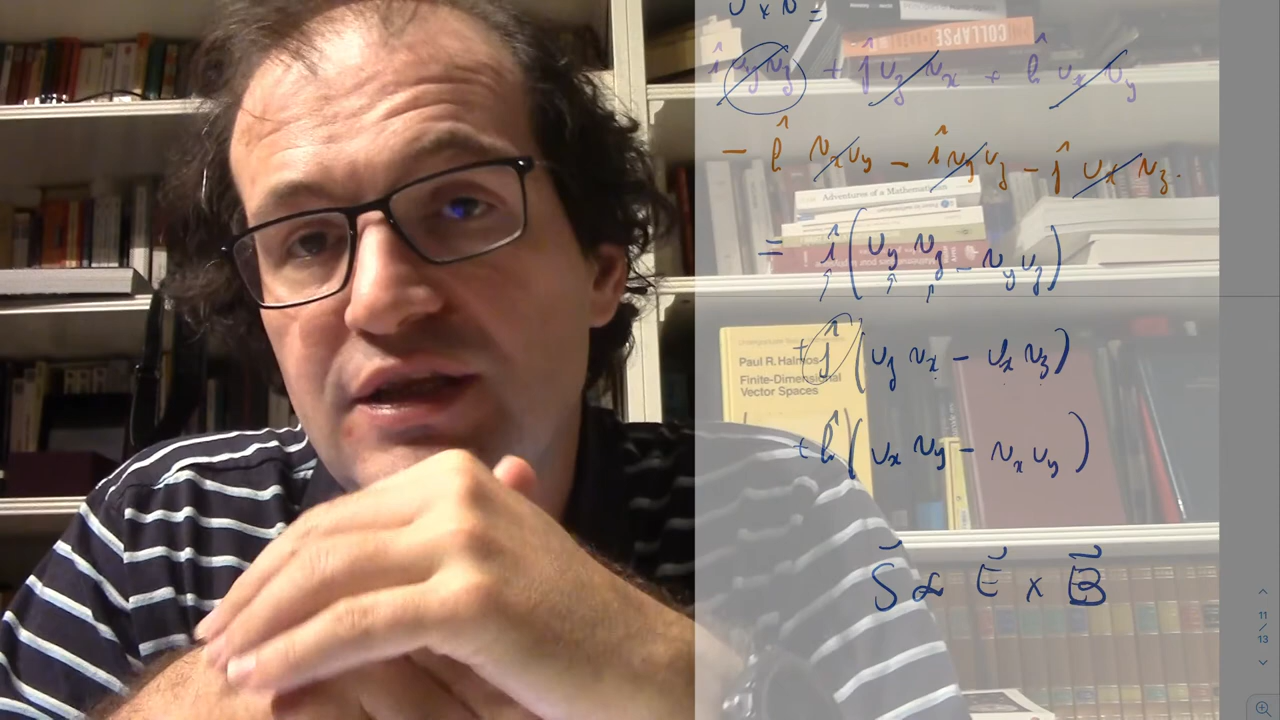 u × v =
î u_y v_z + ĵ u_z v_x + k̂ u_x v_y
- k̂ v_x u_y - î v_y u_z - ĵ u_x v_z.
= î (u_y v_z - v_y u_z)
+ ĵ (u_z v_x - u_x v_z)
+ k̂ (u_x v_y - v_x u_y)
S ∝ E × B
COLLAPSE
Adventures of a Mathematician
Paul R. Halmos
Finite-Dimensional
Vector Spaces
11
/
13